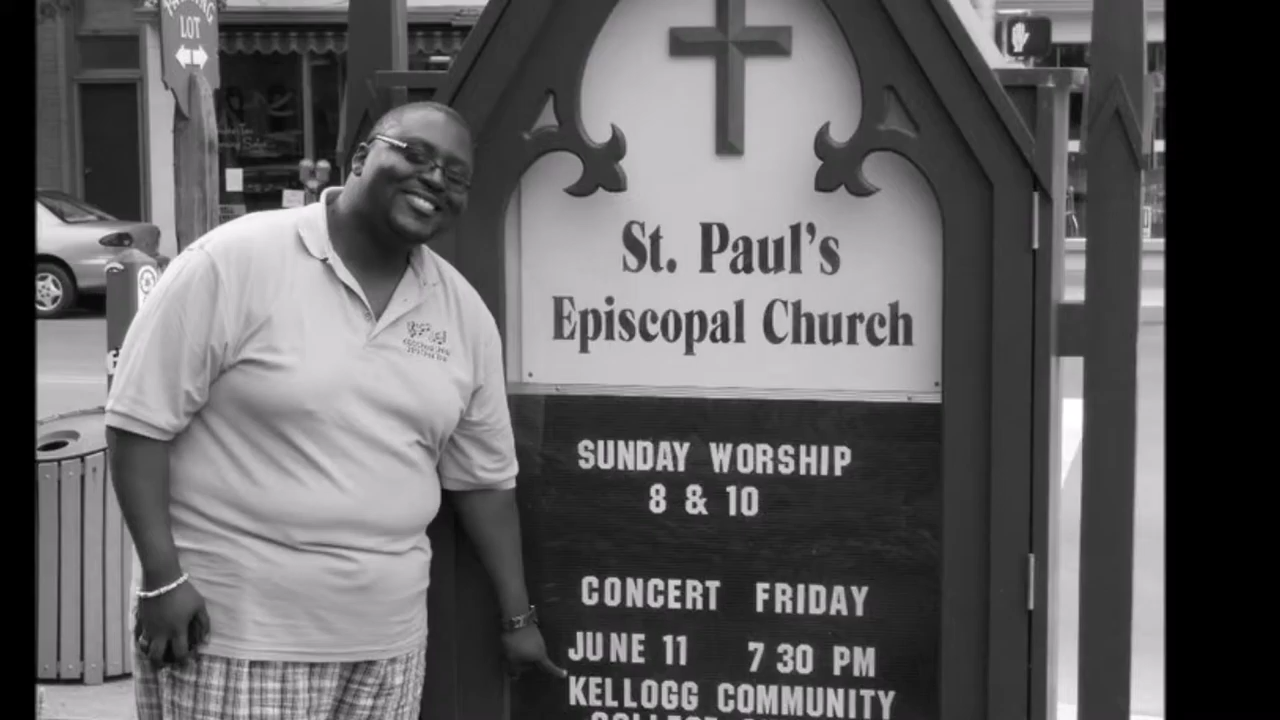 PARKING
LOT
St. Paul's
Episcopal Church
SUNDAY WORSHIP
8 & 10
CONCERT FRIDAY
JUNE 11 7 30 PM
KELLOGG COMMUNITY
COLLEGE